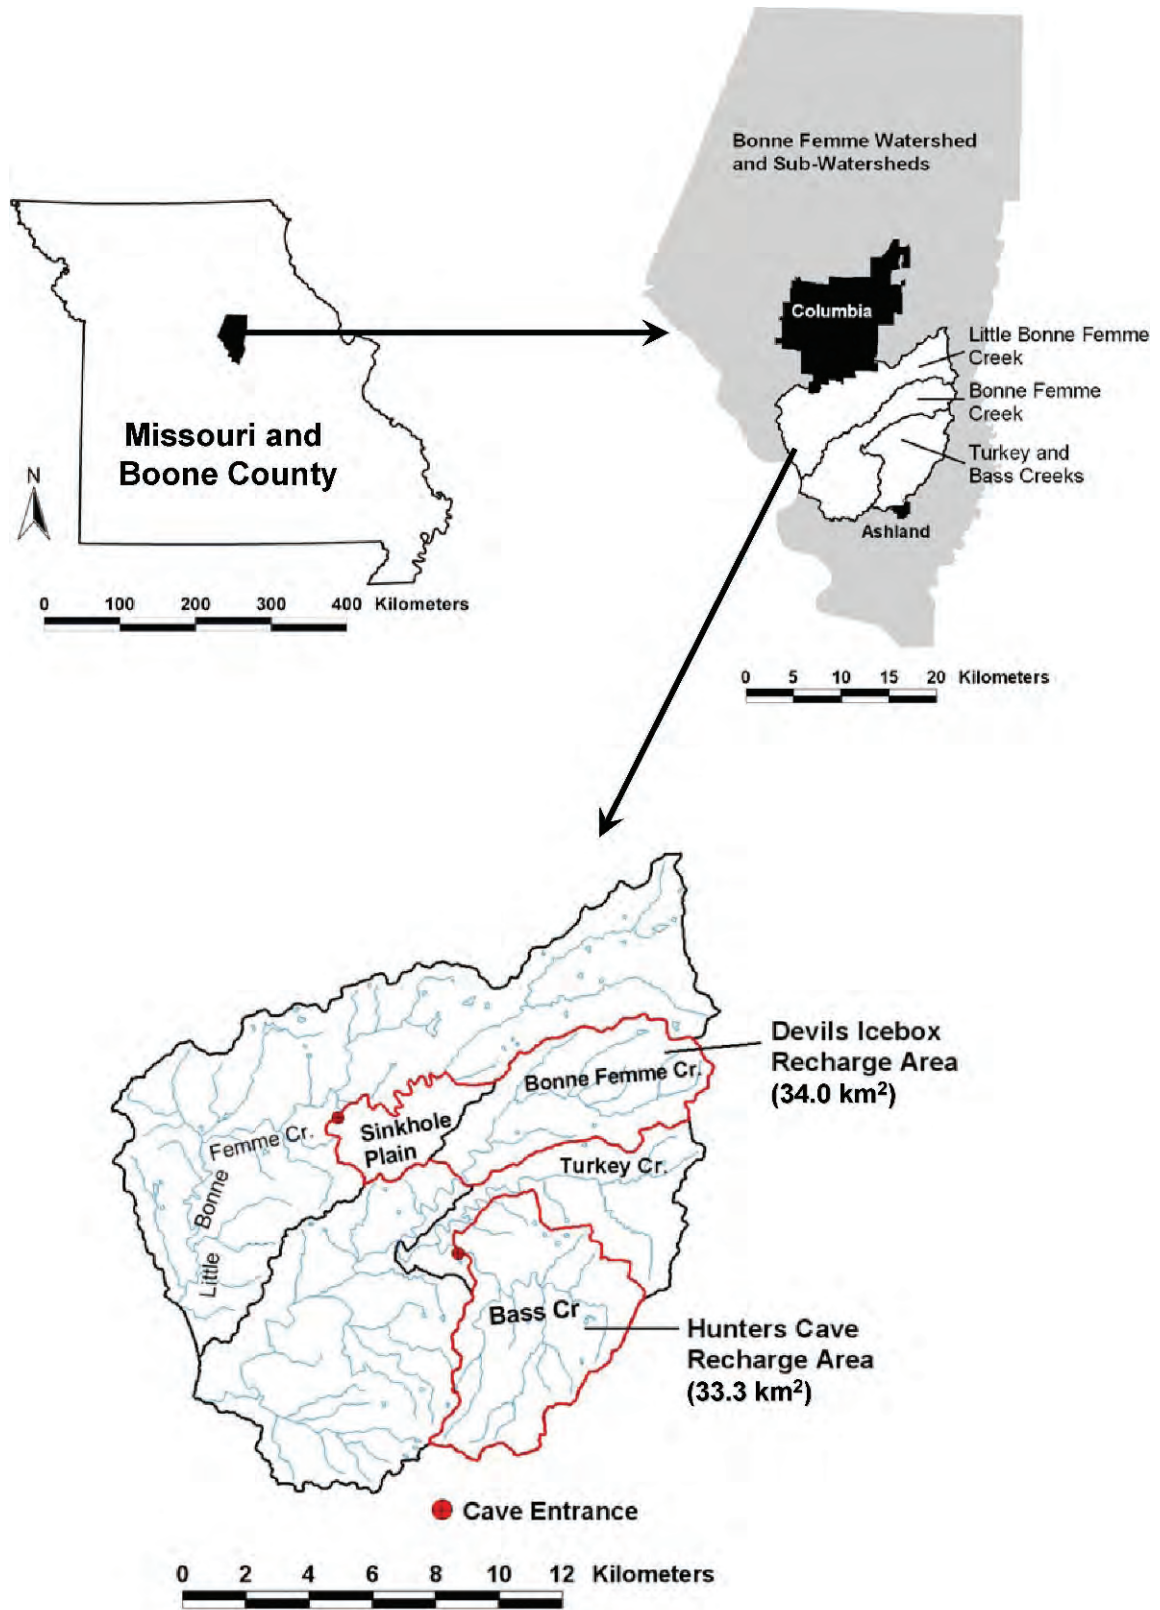 Bonne Femme Watershed
and Sub-Watersheds
Columbia
Little Bonne Femme
Creek
Bonne Femme
Creek
Turkey and
Bass Creeks
Ashland
0 5 10 15 20 Kilometers
Missouri and
Boone County
N
0 100 200 300 400 Kilometers
Devils Icebox
Recharge Area
(34.0 km²)
Bonne Femme Cr.
Sinkhole
Plain
Femme Cr.
Bonne
Little
Turkey Cr.
Bass Cr
Hunters Cave
Recharge Area
(33.3 km²)
Cave Entrance
0 2 4 6 8 10 12 Kilometers